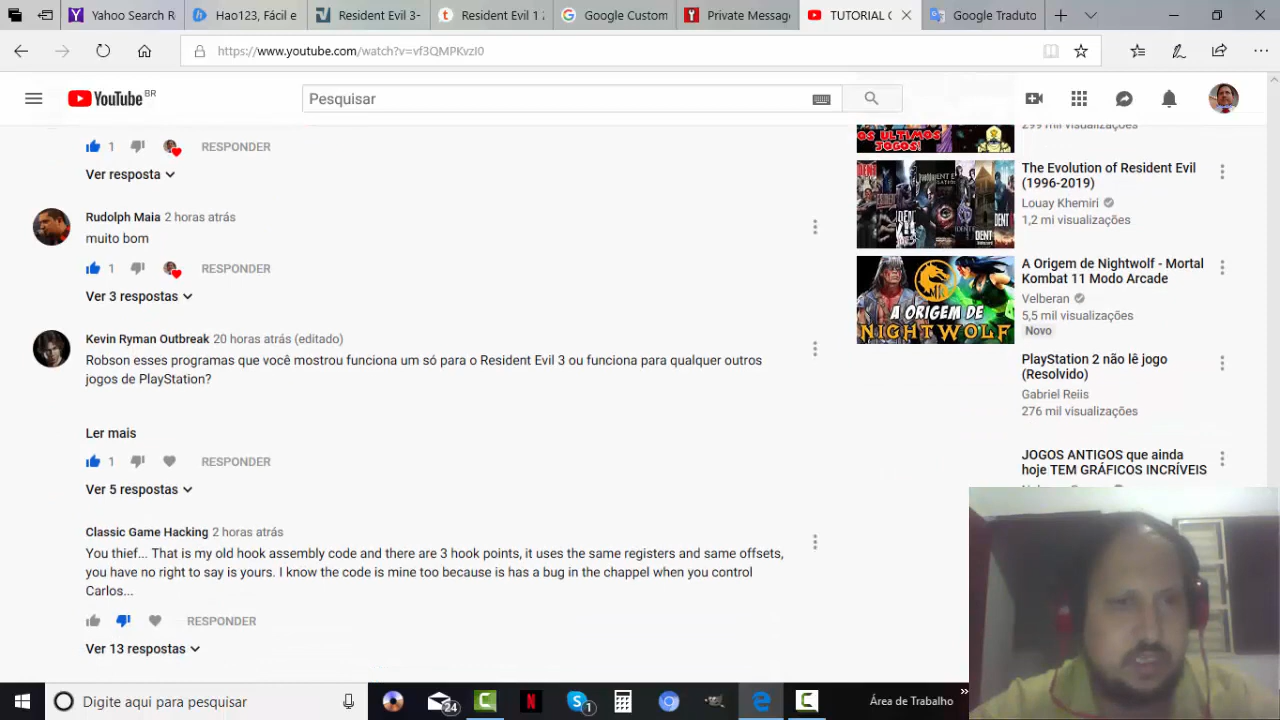 Yahoo Search R
Hao123, Fácil e
Resident Evil 3-
Resident Evil 1 2
Google Custom
Private Message
TUTORIAL C
Google Traduto
https://www.youtube.com/watch?v=vf3QMPKvzI0
YouTube BR
Pesquisar
1 RESPONDER
Ver resposta
Rudolph Maia 2 horas atrás
muito bom
1 RESPONDER
Ver 3 respostas
Kevin Ryman Outbreak 20 horas atrás (editado)
Robson esses programas que você mostrou funciona um só para o Resident Evil 3 ou funciona para qualquer outros
jogos de PlayStation?
Ler mais
1 RESPONDER
Ver 5 respostas
Classic Game Hacking 2 horas atrás
You thief... That is my old hook assembly code and there are 3 hook points, it uses the same registers and same offsets,
you have no right to say is yours. I know the code is mine too because is has a bug in the chappel when you control
Carlos...
RESPONDER
Ver 13 respostas
OS ULTIMOS
JOGOS!
299 mil visualizações
The Evolution of Resident Evil
(1996-2019)
Louay Khemiri
1,2 mi visualizações
A ORIGEM DE
NIGHTWOLF
A Origem de Nightwolf - Mortal
Kombat 11 Modo Arcade
Velberan
5,5 mil visualizações
Novo
PlayStation 2 não lê jogo
(Resolvido)
Gabriel Reiis
276 mil visualizações
JOGOS ANTIGOS que ainda
hoje TEM GRÁFICOS INCRÍVEIS
Digite aqui para pesquisar
24
1
Área de Trabalho